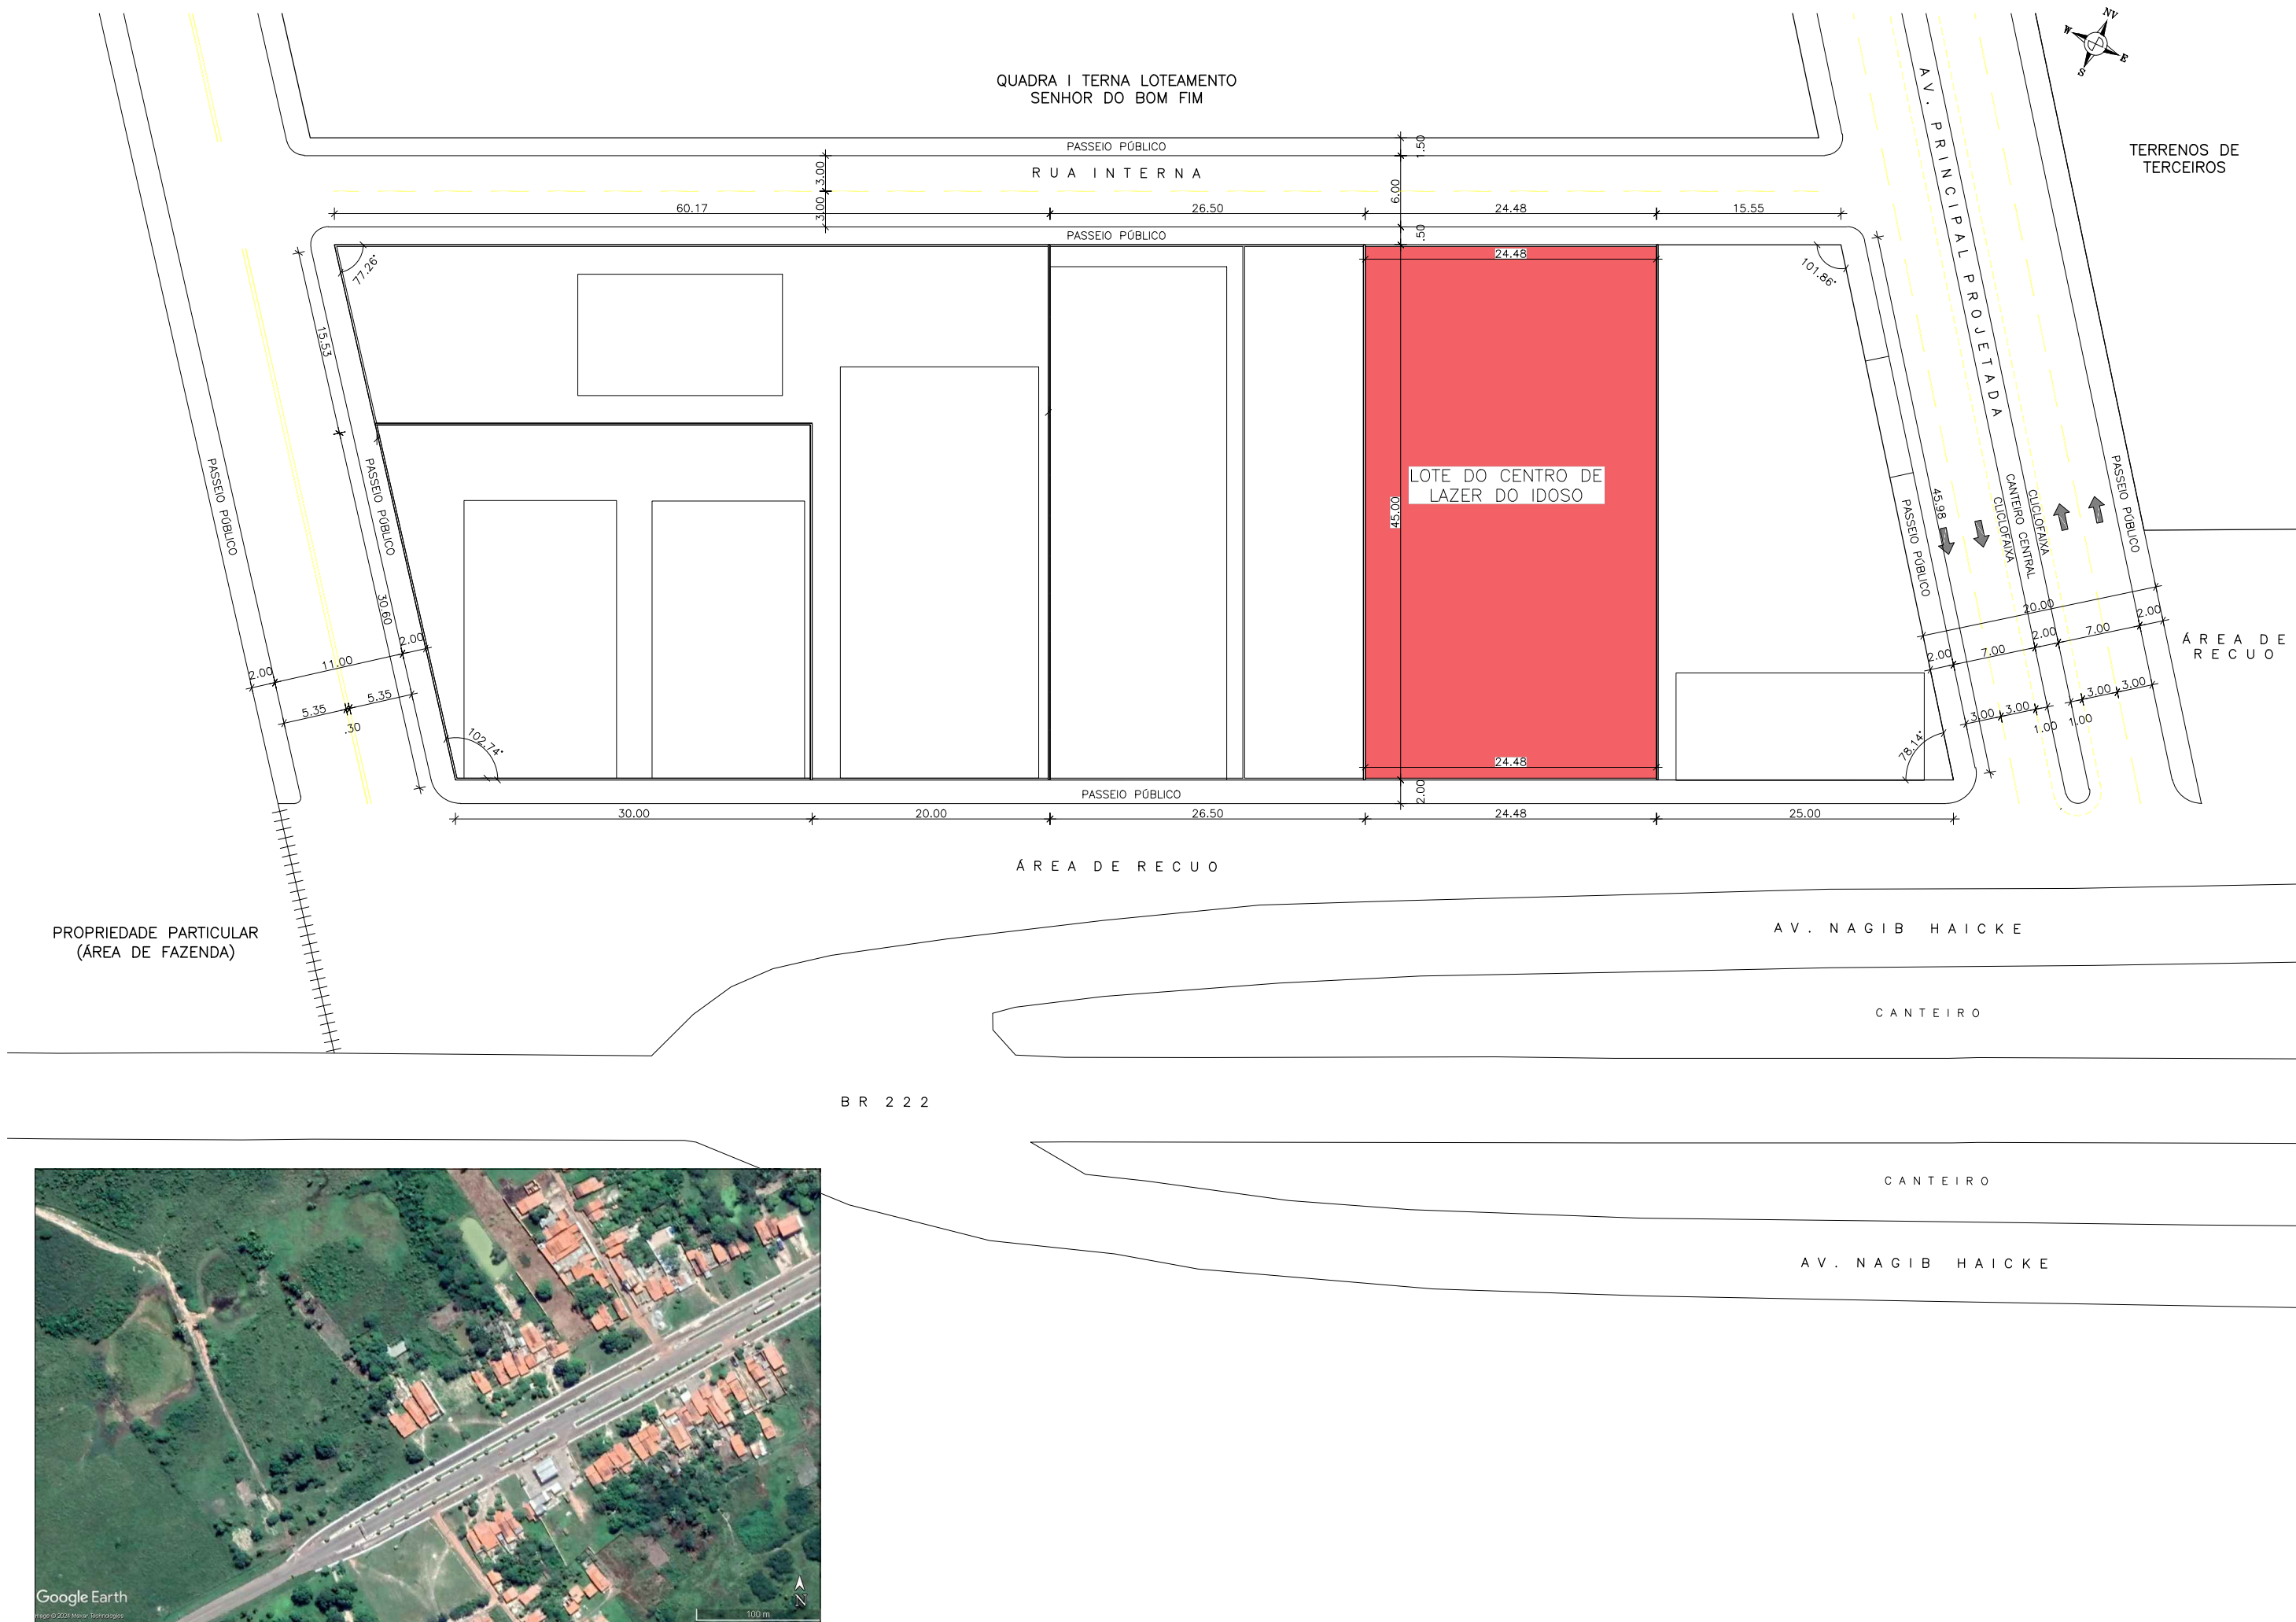 NV
W
E
S
QUADRA I TERNA LOTEAMENTO
SENHOR DO BOM FIM
TERRENOS DE
TERCEIROS
PASSEIO PÚBLICO
1.50
RUA INTERNA
3.00
3.00
6.00
60.17
26.50
24.48
15.55
PASSEIO PÚBLICO
.50
24.48
77.26°
101.86°
AV. PRINCIPAL PROJETADA
15.53
PASSEIO PÚBLICO
PASSEIO PÚBLICO
30.60
LOTE DO CENTRO DE
LAZER DO IDOSO
45.00
45.98
PASSEIO PÚBLICO
CLICLOFAIXA
CANTEIRO CENTRAL
CLICLOFAIXA
PASSEIO PÚBLICO
20.00
2.00
7.00
2.00
7.00
2.00
3.00
3.00
1.00
1.00
3.00
3.00
ÁREA DE
RECUO
2.00
11.00
2.00
5.35
.30
5.35
102.74°
78.14°
24.48
PASSEIO PÚBLICO
2.00
30.00
20.00
26.50
24.48
25.00
ÁREA DE RECUO
PROPRIEDADE PARTICULAR
(ÁREA DE FAZENDA)
AV. NAGIB HAICKE
CANTEIRO
BR 222
CANTEIRO
AV. NAGIB HAICKE
Google Earth
Image © 2024 Maxar Technologies
100 m
N